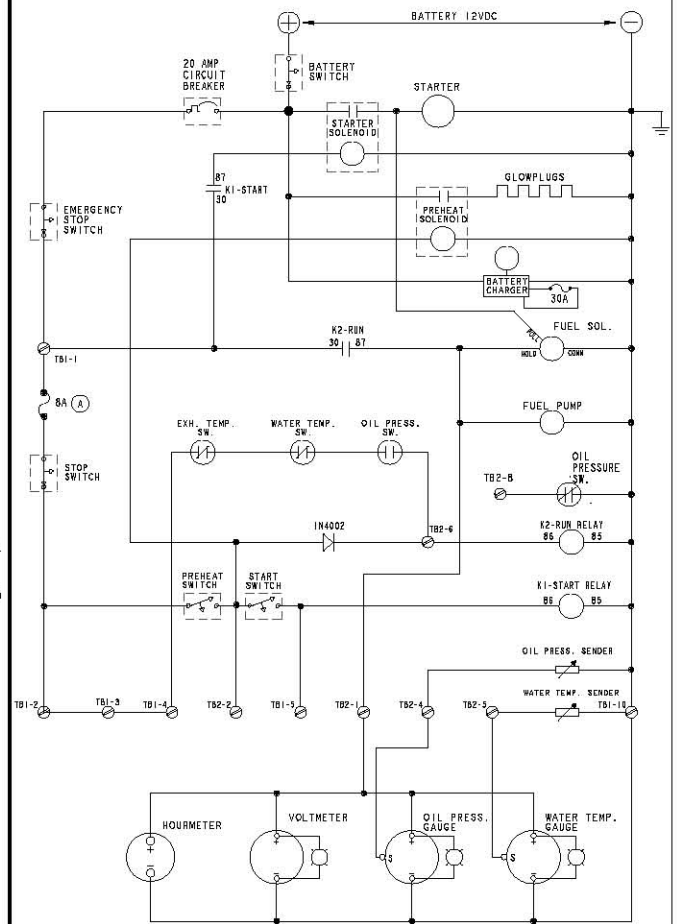 BATTERY 12VDC
+
−
BATTERY
SWITCH
20 AMP
CIRCUIT
BREAKER
STARTER
STARTER
SOLENOID
87
K1-START
30
GLOWPLUGS
EMERGENCY
STOP
SWITCH
PREHEAT
SOLENOID
BATTERY
CHARGER
30A
FUEL SOL.
PULL
HOLD
COMM
K2-RUN
30
87
TB1-1
8A
A
FUEL PUMP
EXH. TEMP.
SW.
WATER TEMP.
SW.
OIL PRESS.
SW.
STOP
SWITCH
TB2-8
OIL
PRESSURE
SW.
1N4002
TB2-6
K2-RUN RELAY
86
85
PREHEAT
SWITCH
START
SWITCH
K1-START RELAY
86
85
OIL PRESS. SENDER
WATER TEMP. SENDER
TB1-2
TB1-3
TB1-4
TB2-2
TB1-5
TB2-1
TB2-4
TB2-5
TB1-10
HOURMETER
+
−
VOLTMETER
+
−
OIL PRESS.
GAUGE
+
S
−
WATER TEMP.
GAUGE
+
S
−